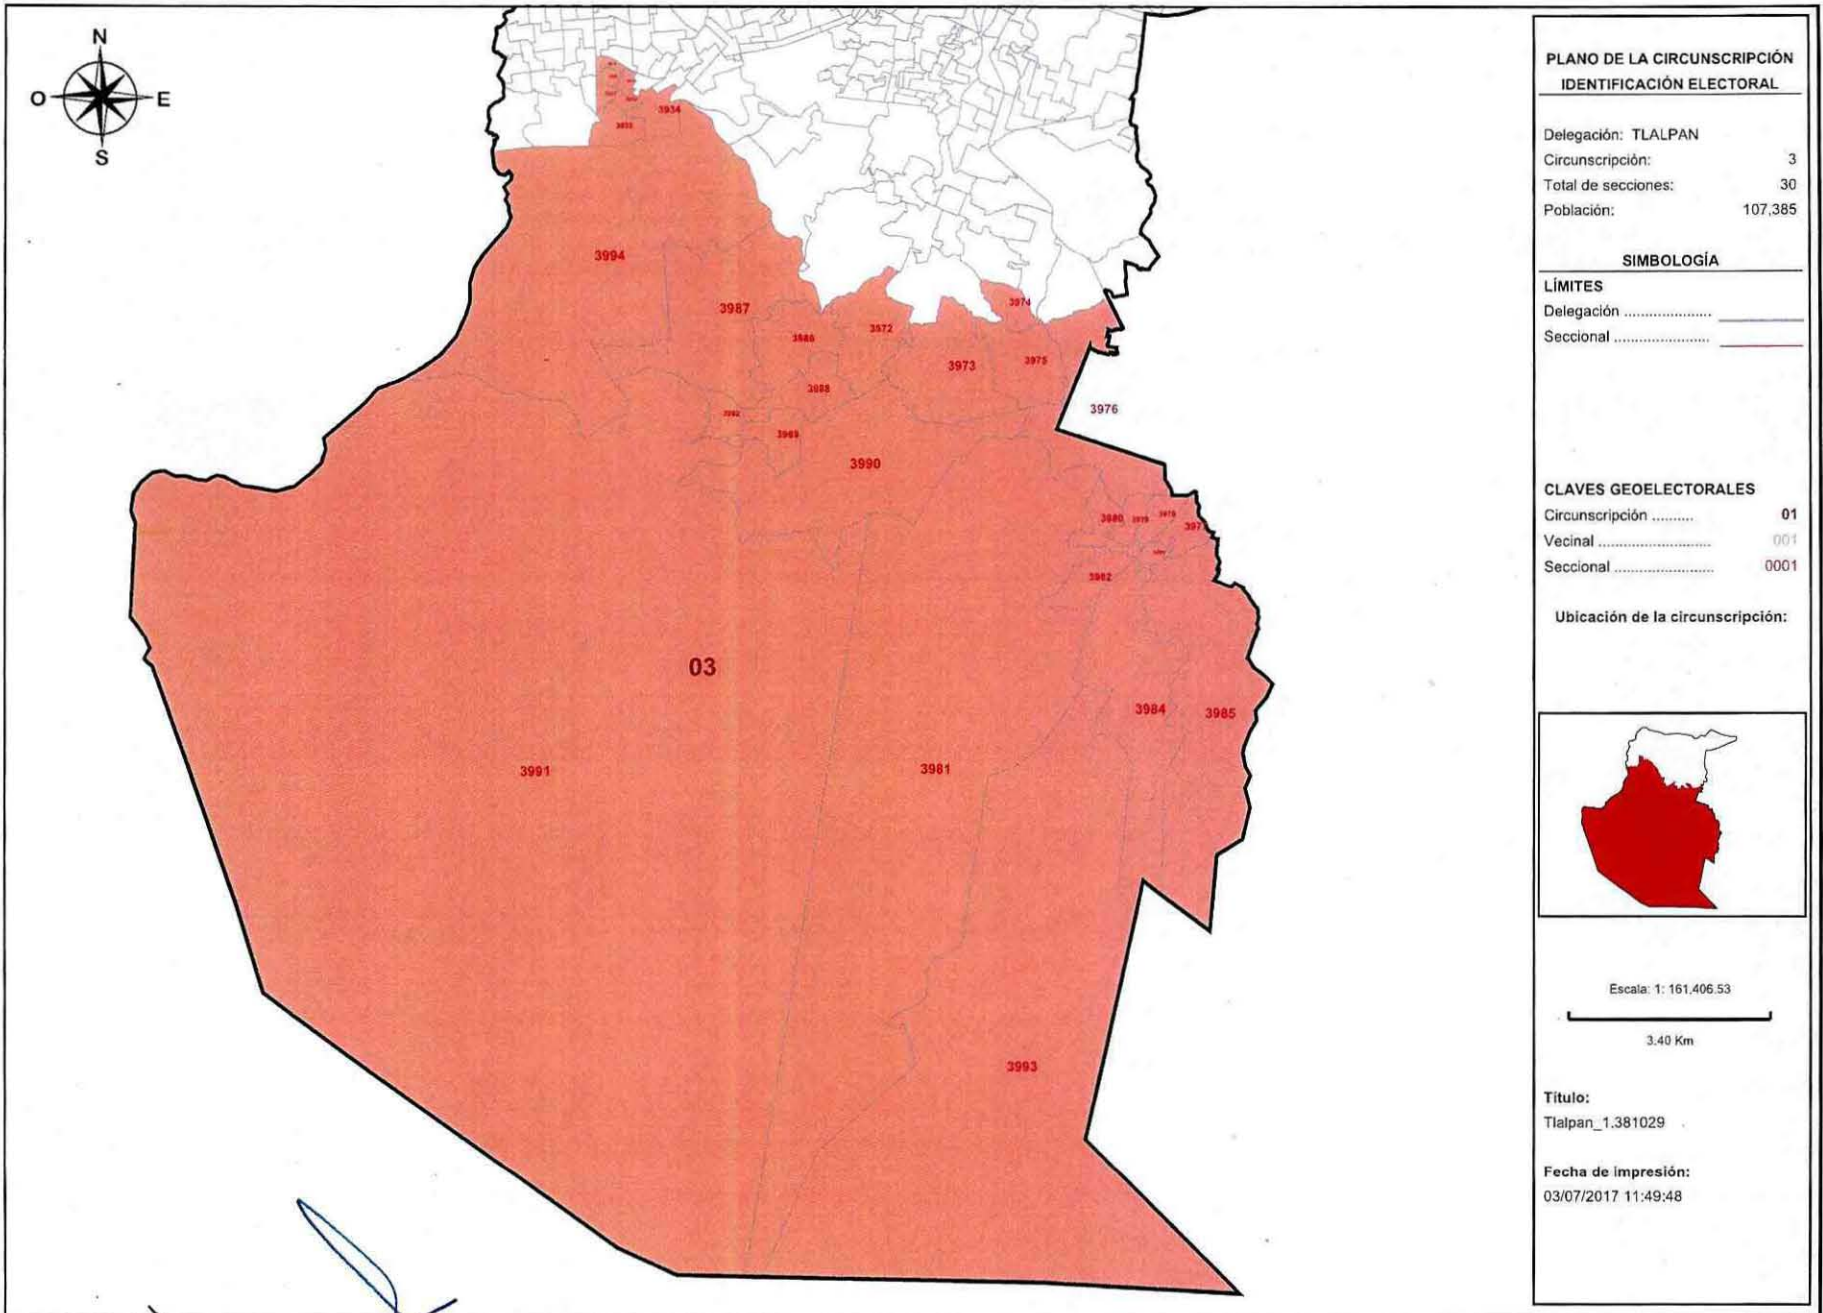 N
O E
S
3934
3994
3987
3974
3972
3973
3975
3976
3988
3990
3980
3982
03
3984
3985
3991
3981
3993
PLANO DE LA CIRCUNSCRIPCIÓN
IDENTIFICACIÓN ELECTORAL
Delegación: TLALPAN
Circunscripción: 3
Total de secciones: 30
Población: 107,385
SIMBOLOGÍA
LÍMITES
Delegación .....................
Seccional .......................
CLAVES GEOELECTORALES
Circunscripción .......... 01
Vecinal ........................... 001
Seccional ........................ 0001
Ubicación de la circunscripción:
Escala: 1: 161,406.53
3.40 Km
Título:
Tlalpan_1.381029
Fecha de impresión:
03/07/2017 11:49:48